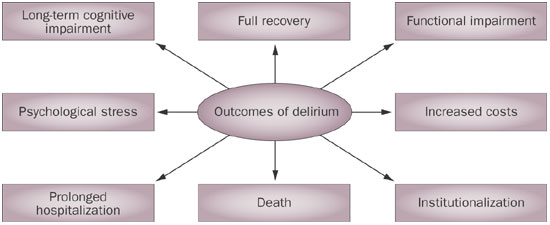 Long-term cognitive
impairment
Full recovery
Functional impairment
Psychological stress
Outcomes of delirium
Increased costs
Prolonged
hospitalization
Death
Institutionalization